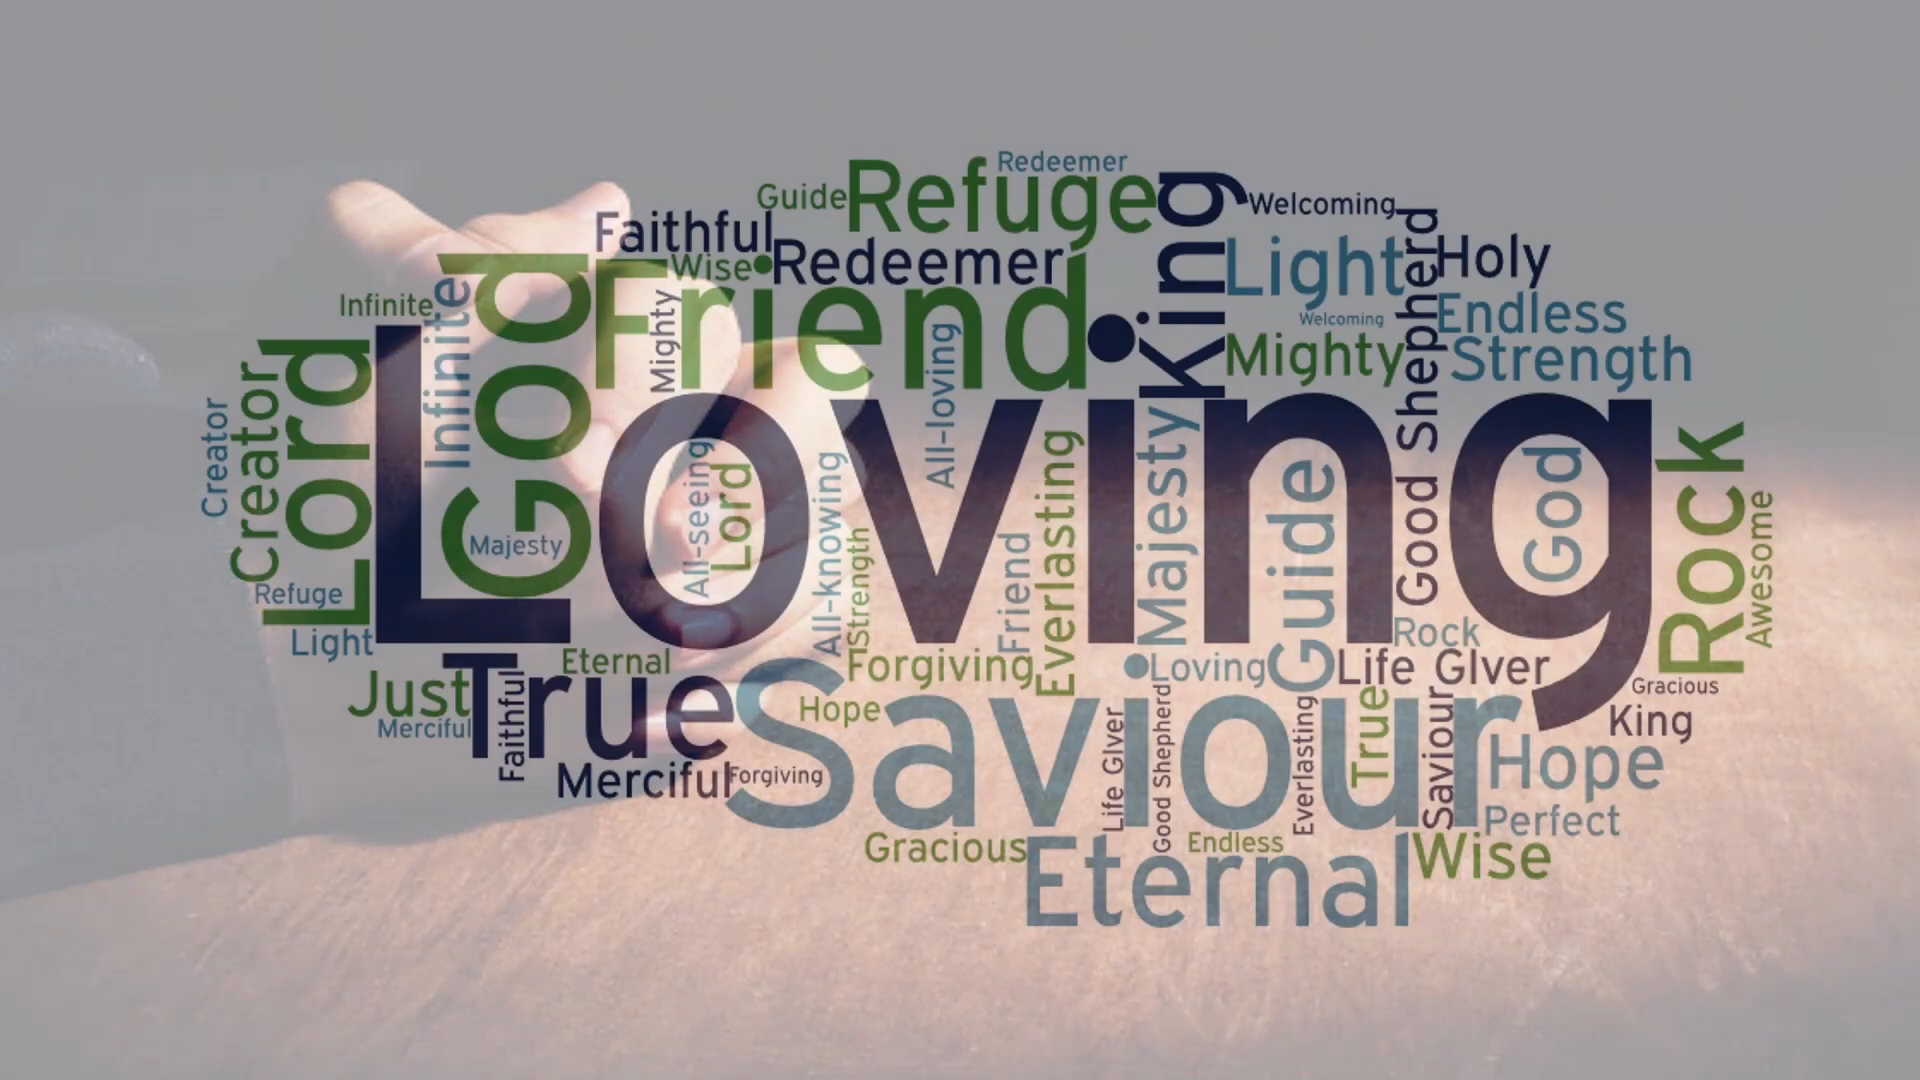 Redeemer
Guide
Refuge
King
Welcoming
Faithful
Wise
Redeemer
Light
Good Shepherd
Holy
Infinite
Infinite
God
Friend
Mighty
Welcoming
Endless
Mighty
Strength
Creator
Creator
Lord
Loving
All-loving
Majesty
All-seeing
Lord
All-knowing
Strength
Friend
Everlasting
Guide
God
Rock
Awesome
Majesty
Refuge
Light
Rock
Eternal
Forgiving
Loving
Life GIver
Gracious
Just
Merciful
True
Faithful
Hope
Saviour
King
Merciful
Forgiving
Life GIver
Good Shepherd
Everlasting
True
Saviour
Hope
Perfect
Gracious
Endless
Eternal
Wise